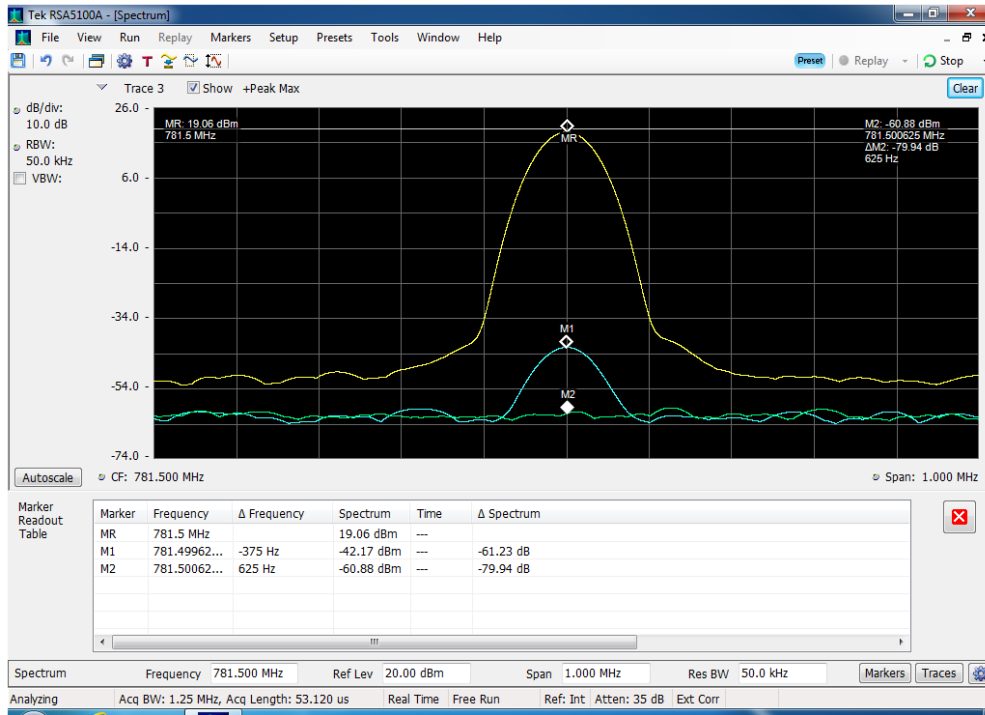 Tek RSA5100A - [Spectrum]
File View Run Replay Markers Setup Presets Tools Window Help
T Preset Replay Stop
Trace 3 Show +Peak Max Clear
dB/div:
10.0 dB
RBW:
50.0 kHz
VBW:
26.0
6.0
-14.0
-34.0
-54.0
-74.0
MR: 19.06 dBm
781.5 MHz
MR
M2: -60.88 dBm
781.500625 MHz
ΔM2: -79.94 dB
625 Hz
M1
M2
Autoscale CF: 781.500 MHz Span: 1.000 MHz
Marker
Readout
Table
Marker Frequency Δ Frequency Spectrum Time Δ Spectrum
MR 781.5 MHz 19.06 dBm ---
M1 781.49962... -375 Hz -42.17 dBm --- -61.23 dB
M2 781.50062... 625 Hz -60.88 dBm --- -79.94 dB
Spectrum Frequency 781.500 MHz Ref Lev 20.00 dBm Span 1.000 MHz Res BW 50.0 kHz Markers Traces
Analyzing Acq BW: 1.25 MHz, Acq Length: 53.120 us Real Time Free Run Ref: Int Atten: 35 dB Ext Corr